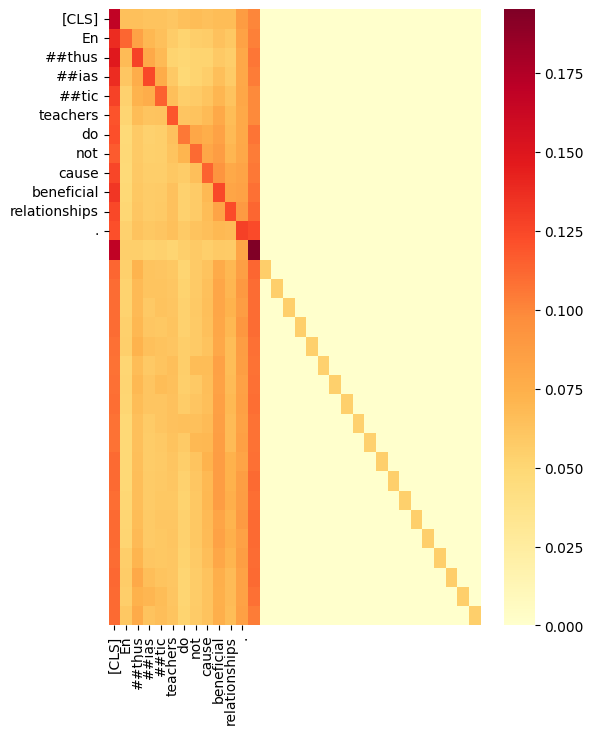 [CLS]
En
##thus
##ias
##tic
teachers
do
not
cause
beneficial
relationships
.
0.175
0.150
0.125
0.100
0.075
0.050
0.025
0.000
[CLS]
En
##thus
##ias
##tic
teachers
do
not
cause
beneficial
relationships
.